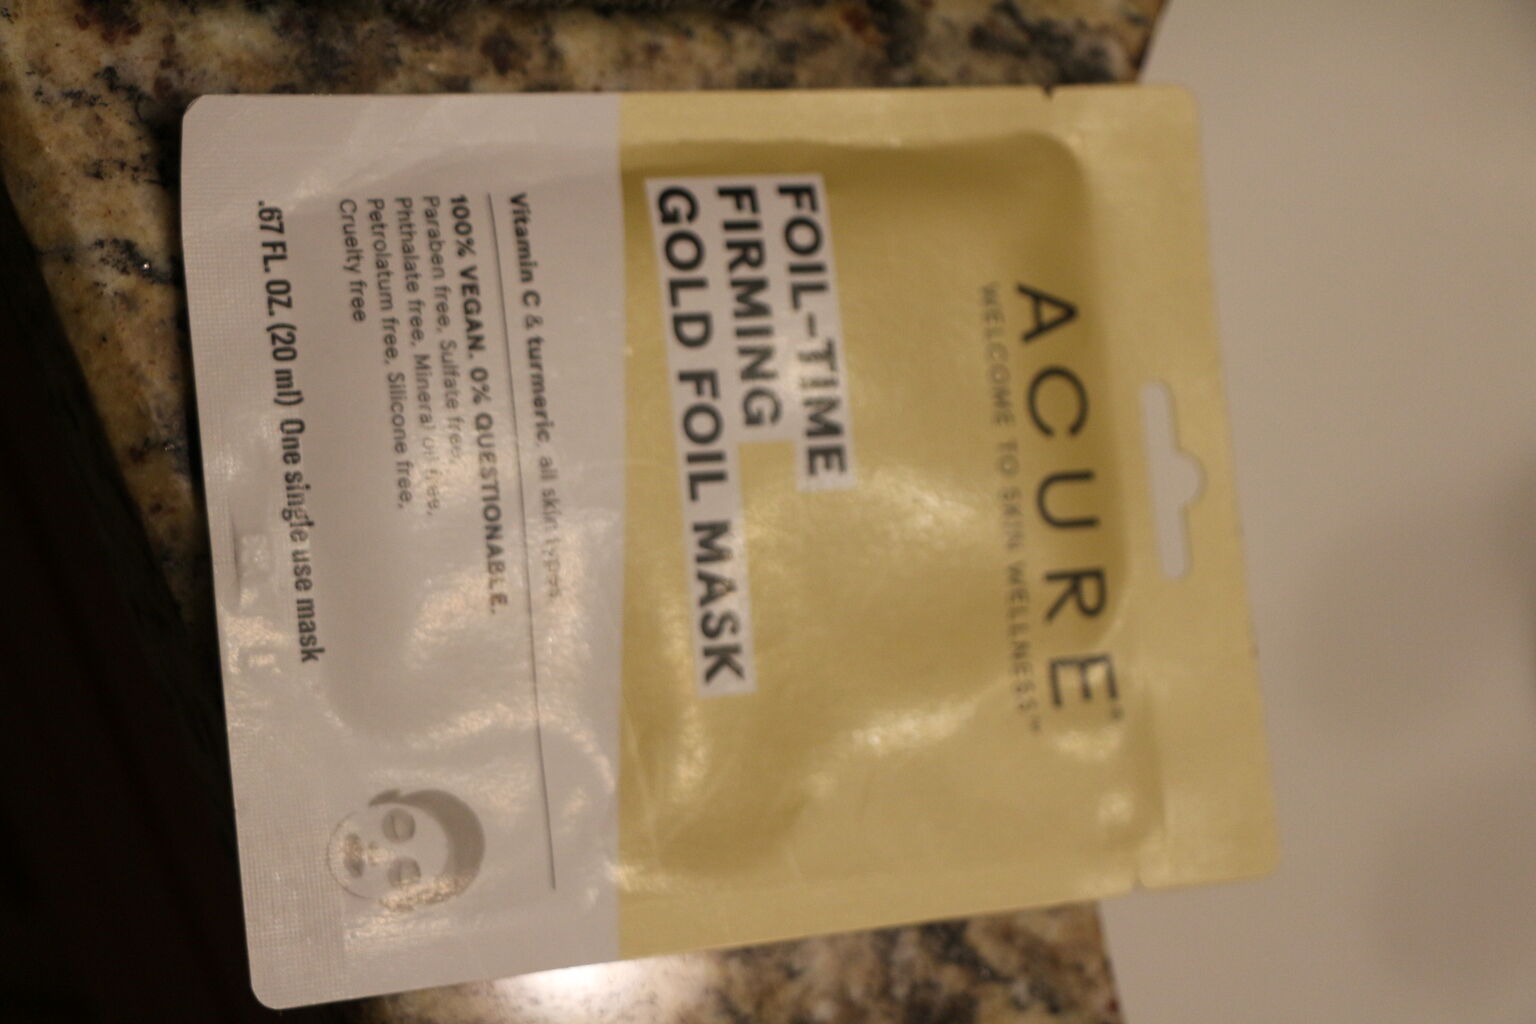 ACURE®
WELCOME TO SKIN WELLNESS™
FOIL-TIME
FIRMING
GOLD FOIL MASK
Vitamin C & turmeric, all skin types
100% VEGAN. 0% QUESTIONABLE.
Paraben free, Sulfate free,
Phthalate free, Mineral oil free,
Petrolatum free, Silicone free,
Cruelty free
.67 FL. OZ. (20 ml) One single use mask